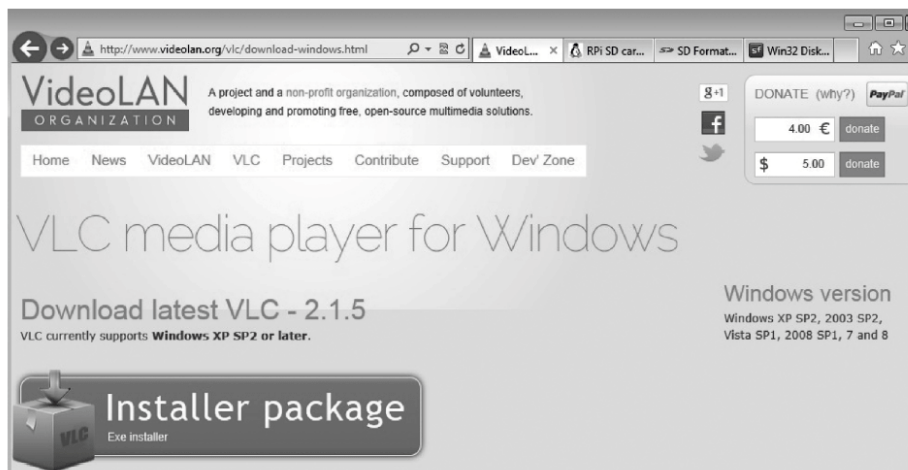 http://www.videolan.org/vlc/download-windows.html
VideoL...
RPi SD car...
SD Format...
Win32 Disk...
VideoLAN
ORGANIZATION
A project and a non-profit organization, composed of volunteers,
developing and promoting free, open-source multimedia solutions.
g+1
f
DONATE (why?) PayPal
4.00 € donate
$ 5.00 donate
Home News VideoLAN VLC Projects Contribute Support Dev' Zone
VLC media player for Windows
Download latest VLC - 2.1.5
VLC currently supports Windows XP SP2 or later.
Windows version
Windows XP SP2, 2003 SP2,
Vista SP1, 2008 SP1, 7 and 8
VLC
Installer package
Exe installer